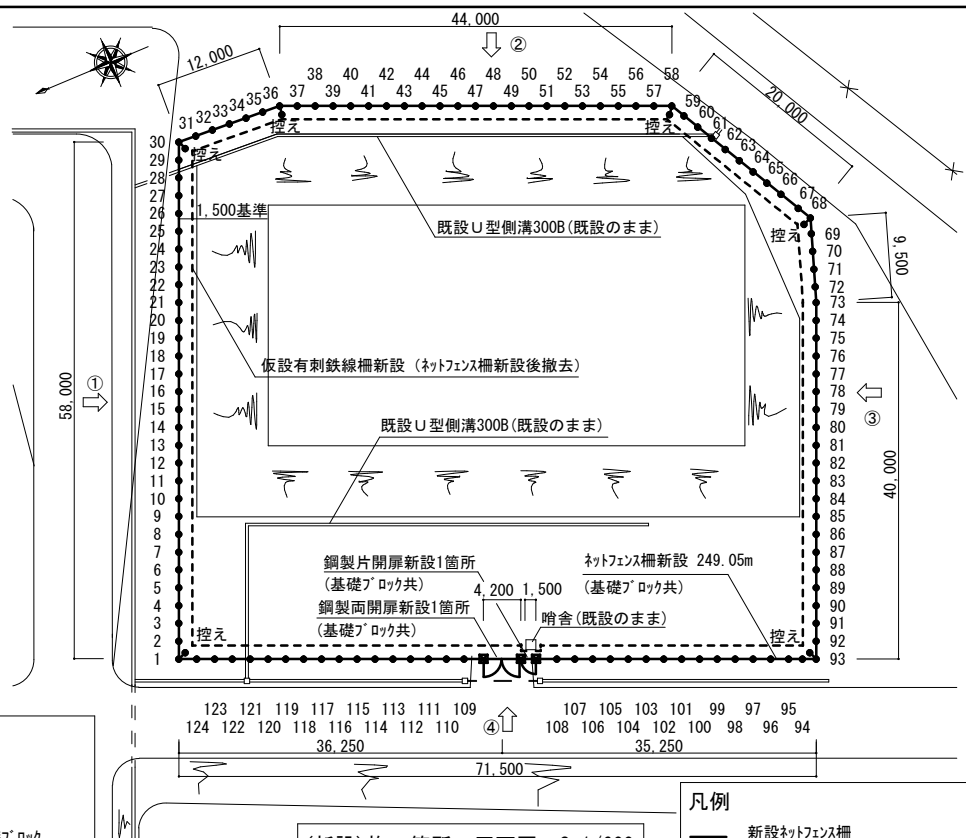 44,000
②
12,000
38 40 42 44 46 48 50 52 54 56 58
36 37 39 41 43 45 47 49 51 53 55 57 59
31 32 33 34 35
60 61 62 63 64 65 66 67 68
20,000
控え
控え
控え
控え
30
29
28
27
26
25
24
23
22
21
20
19
18
17
16
15
14
13
12
11
10
9
8
7
6
5
4
3
2
1
1,500基準
既設U型側溝300B(既設のまま)
69
70
71
72
73
74
75
76
77
78
79
80
81
82
83
84
85
86
87
88
89
90
91
92
93
9,500
58,000
①
仮設有刺鉄線柵新設 (ネットフェンス柵新設後撤去)
③
既設U型側溝300B(既設のまま)
40,000
鋼製片開扉新設1箇所
(基礎ブロック共)
4,200 1,500
ネットフェンス柵新設 249.05m
(基礎ブロック共)
鋼製両開扉新設1箇所
(基礎ブロック共)
哨舎(既設のまま)
控え
控え
123 121 119 117 115 113 111 109
124 122 120 118 116 114 112 110
④
107 105 103 101 99 97 95
108 106 104 102 100 98 96 94
36,250
35,250
71,500
凡例
新設ネットフェンス柵